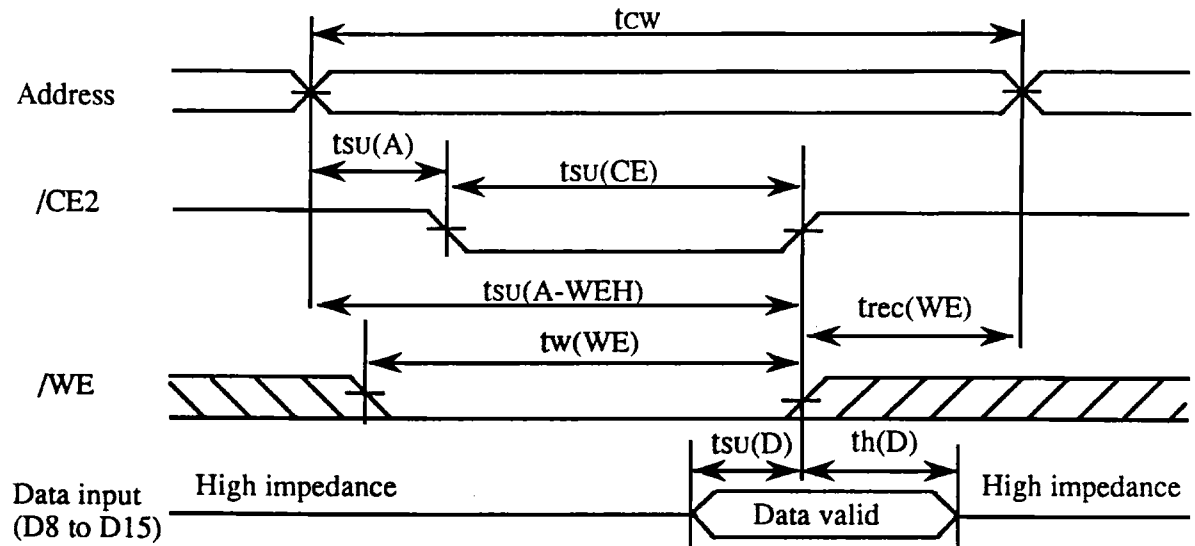 tcw
Address
tsu(A)
tsu(CE)
/CE2
tsu(A-WEH)
trec(WE)
tw(WE)
/WE
tsu(D)
th(D)
High impedance
High impedance
Data input
(D8 to D15)
Data valid